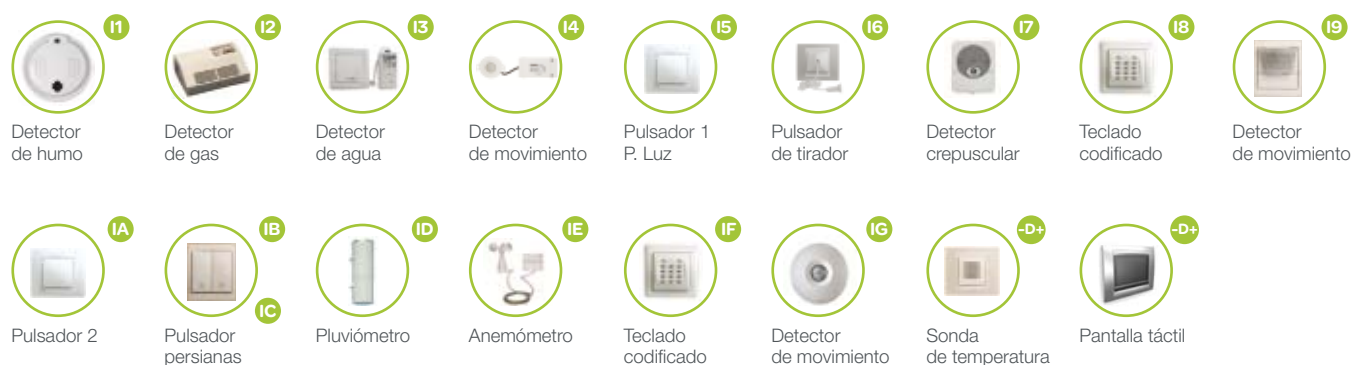 I1
I2
I3
I4
I5
I6
I7
I8
I9
Detector
de humo
Detector
de gas
Detector
de agua
Detector
de movimiento
Pulsador 1
P. Luz
Pulsador
de tirador
Detector
crepuscular
Teclado
codificado
Detector
de movimiento
IA
IB
IC
ID
IE
IF
IG
-D+
-D+
Pulsador 2
Pulsador
persianas
Pluviómetro
Anemómetro
Teclado
codificado
Detector
de movimiento
Sonda
de temperatura
Pantalla táctil